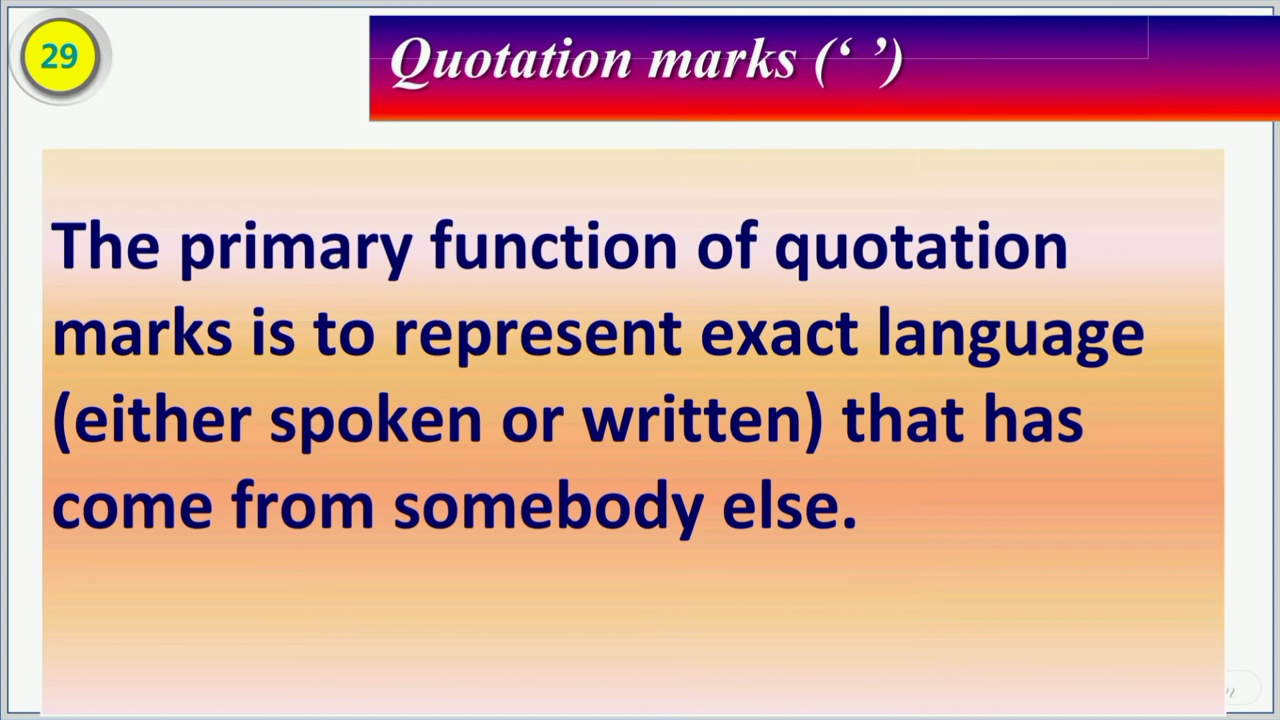 29
Quotation marks (‘ ’)
The primary function of quotation
marks is to represent exact language
(either spoken or written) that has
come from somebody else.